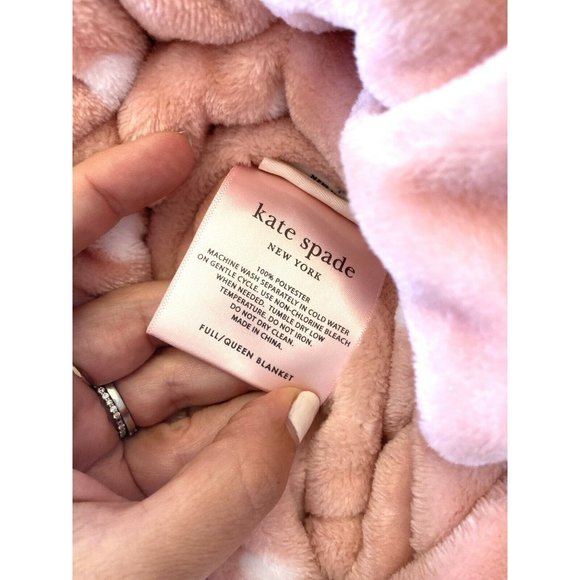 kate spade
NEW YORK
100% POLYESTER
MACHINE WASH SEPARATELY IN COLD WATER
ON GENTLE CYCLE. USE NON-CHLORINE BLEACH
WHEN NEEDED. TUMBLE DRY LOW
TEMPERATURE. DO NOT IRON.
DO NOT DRY CLEAN.
MADE IN CHINA.
FULL/QUEEN BLANKET